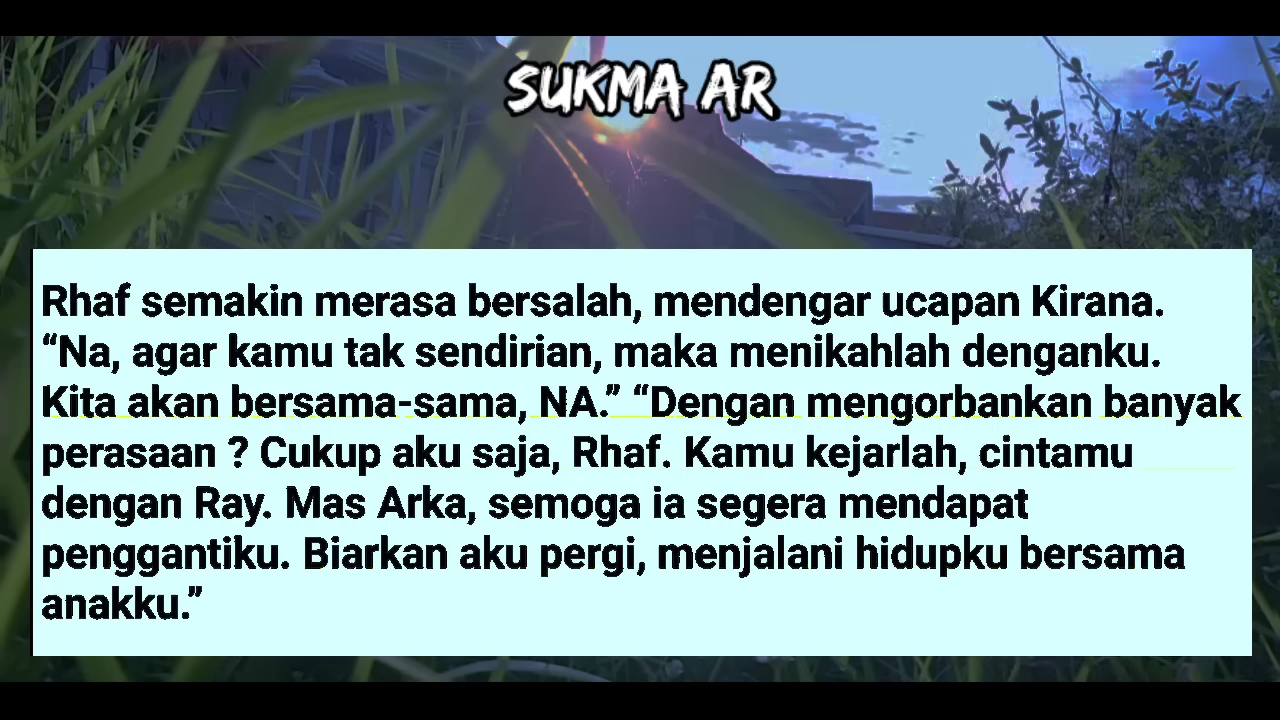 SUKMA AR
Rhaf semakin merasa bersalah, mendengar ucapan Kirana.
“Na, agar kamu tak sendirian, maka menikahlah denganku.
Kita akan bersama-sama, NA.” “Dengan mengorbankan banyak
perasaan ? Cukup aku saja, Rhaf. Kamu kejarlah, cintamu
dengan Ray. Mas Arka, semoga ia segera mendapat
penggantiku. Biarkan aku pergi, menjalani hidupku bersama
anakku.”